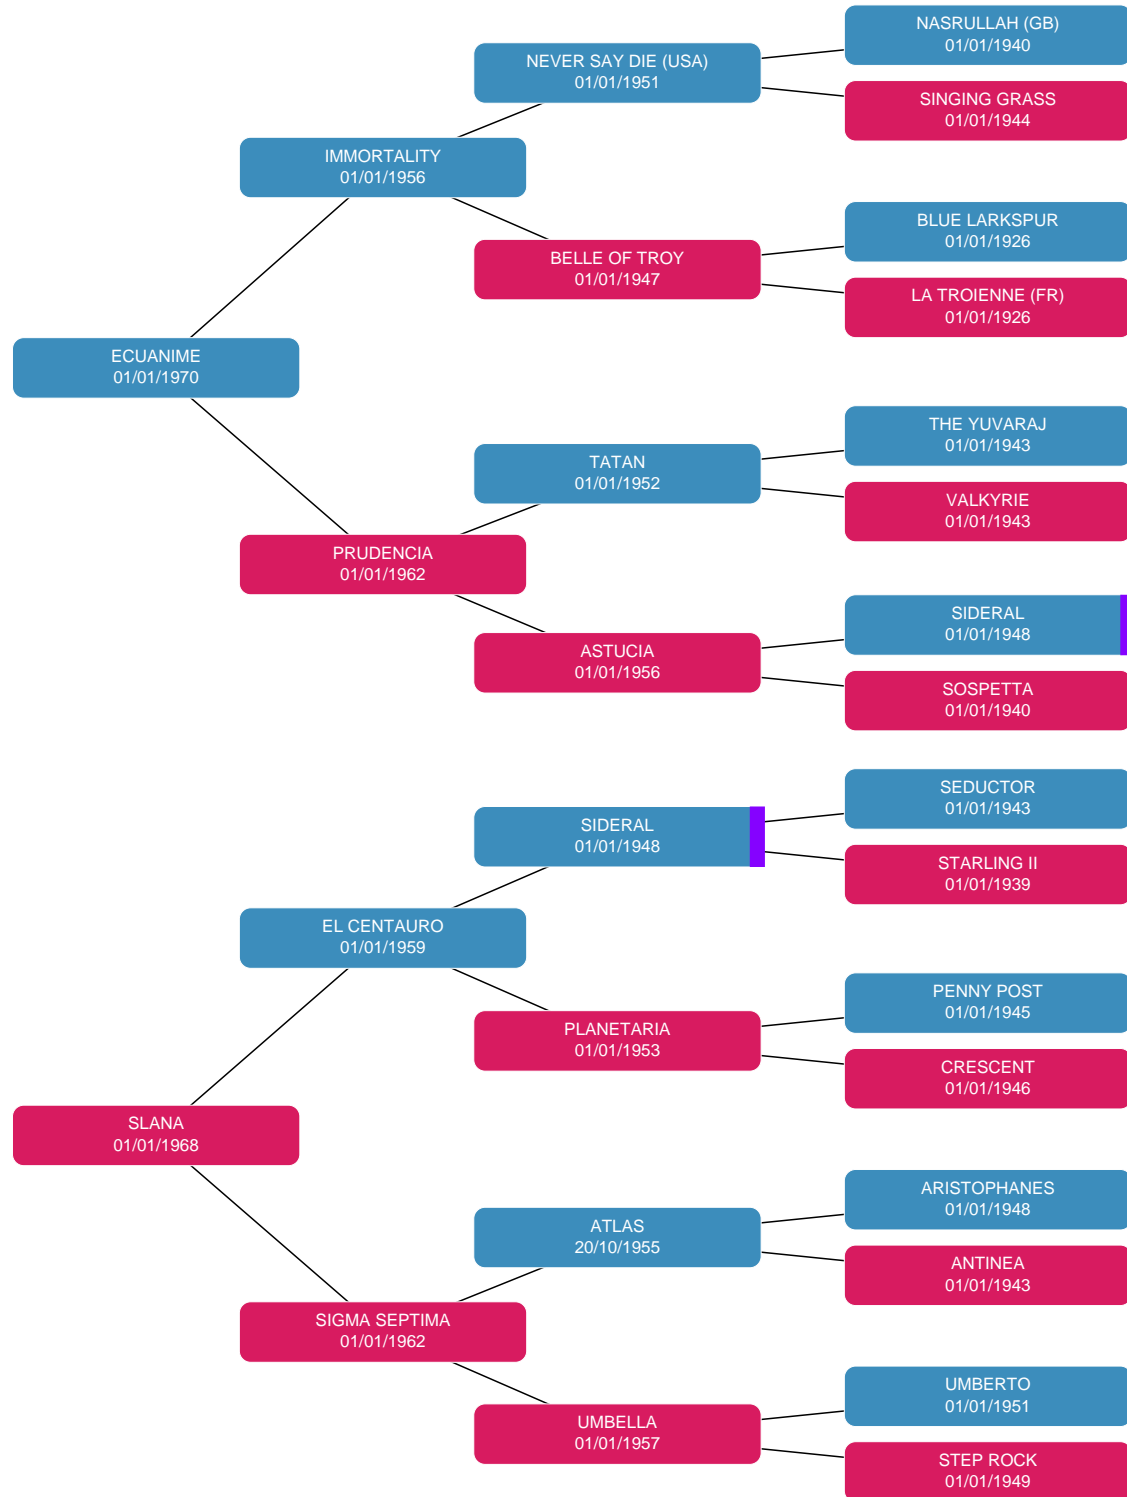 NASRULLAH (GB)
01/01/1940
NEVER SAY DIE (USA)
01/01/1951
SINGING GRASS
01/01/1944
IMMORTALITY
01/01/1956
BLUE LARKSPUR
01/01/1926
BELLE OF TROY
01/01/1947
LA TROIENNE (FR)
01/01/1926
ECUANIME
01/01/1970
THE YUVARAJ
01/01/1943
TATAN
01/01/1952
VALKYRIE
01/01/1943
PRUDENCIA
01/01/1962
SIDERAL
01/01/1948
ASTUCIA
01/01/1956
SOSPETTA
01/01/1940
SEDUCTOR
01/01/1943
SIDERAL
01/01/1948
STARLING II
01/01/1939
EL CENTAURO
01/01/1959
PENNY POST
01/01/1945
PLANETARIA
01/01/1953
CRESCENT
01/01/1946
SLANA
01/01/1968
ARISTOPHANES
01/01/1948
ATLAS
20/10/1955
ANTINEA
01/01/1943
SIGMA SEPTIMA
01/01/1962
UMBERTO
01/01/1951
UMBELLA
01/01/1957
STEP ROCK
01/01/1949